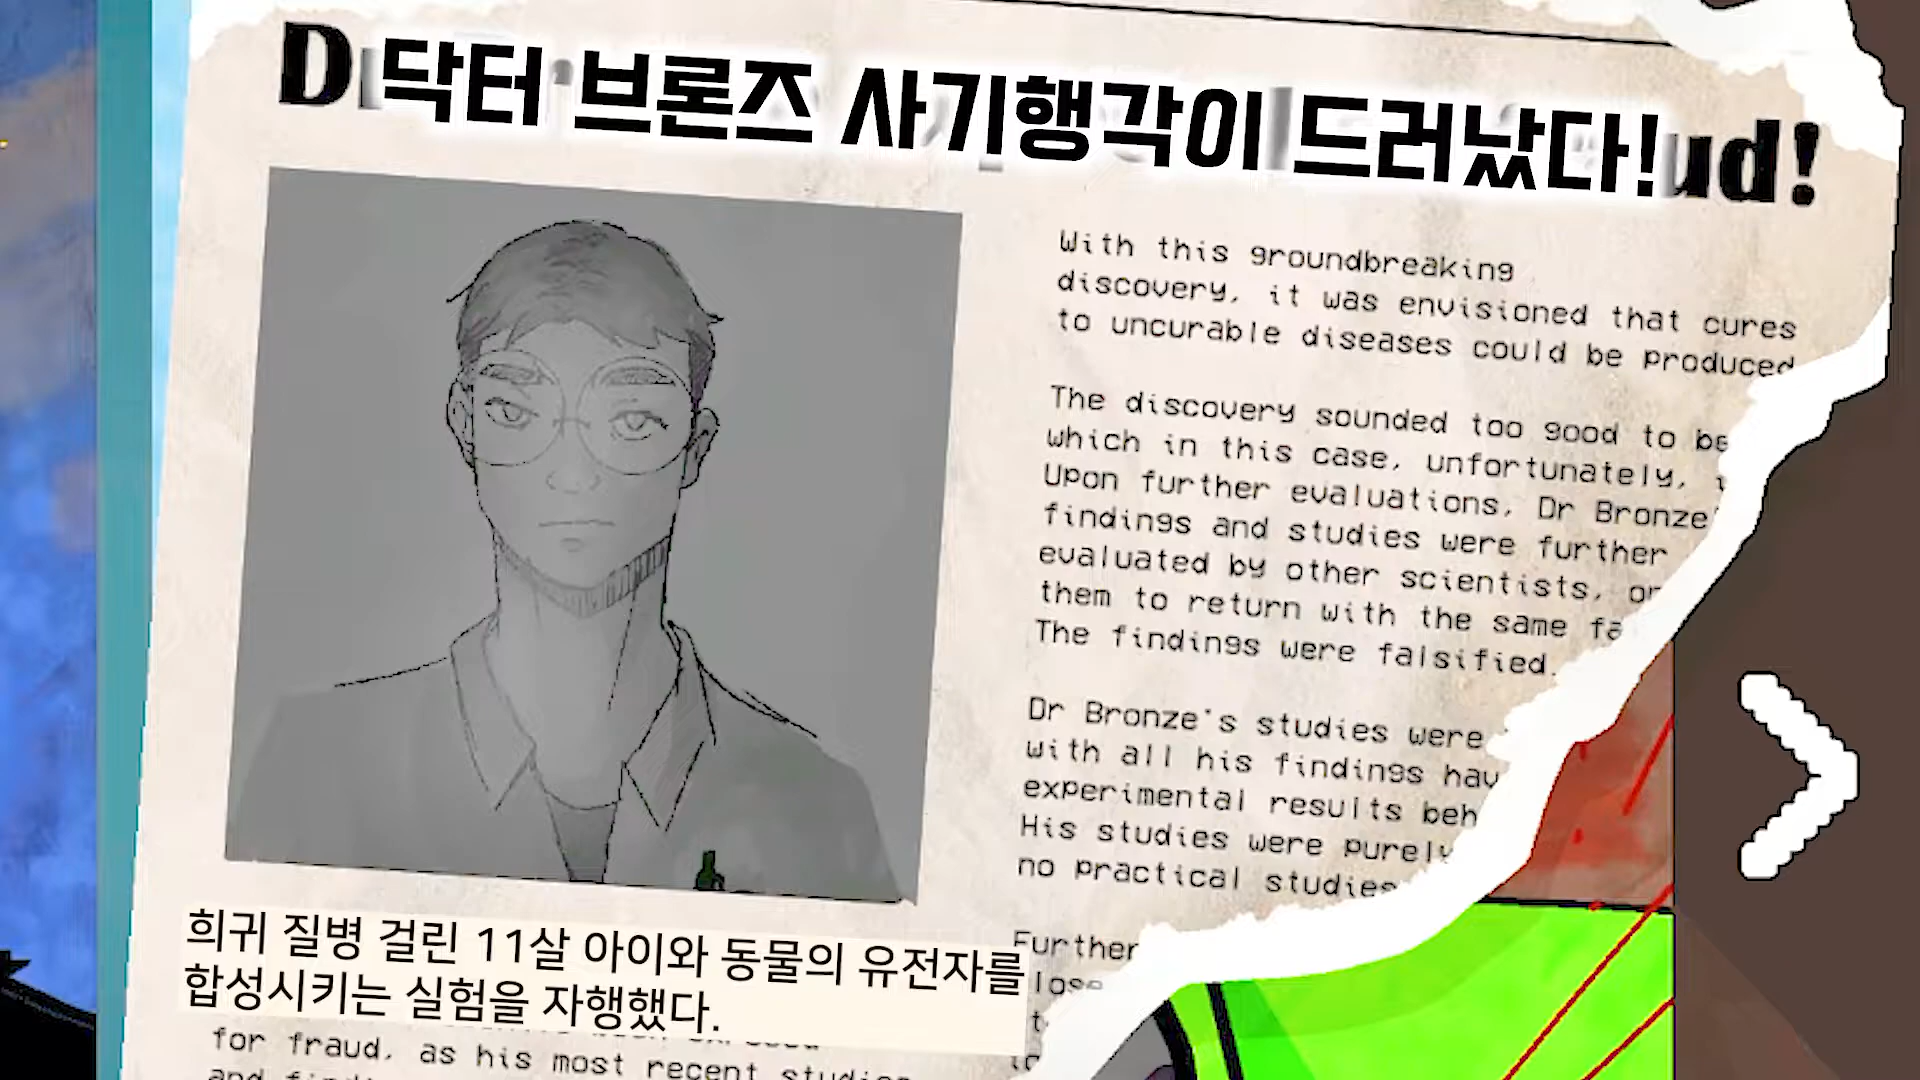 닥터 브론즈 사기행각이 드러났다!
With this groundbreaking
discovery, it was envisioned that cures
to uncurable diseases could be produced
The discovery sounded too good to be
which in this case, unfortunately,
Upon further evaluations, Dr Bronze'
findings and studies were further
evaluated by other scientists,
them to return with the same
The findings were falsified.
Dr Bronze's studies were
with all his findings
experimental results
His studies were purely
no practical studies
Further
희귀 질병 걸린 11살 아이와 동물의 유전자를
합성시키는 실험을 자행했다.
for fraud, as his most recent studies